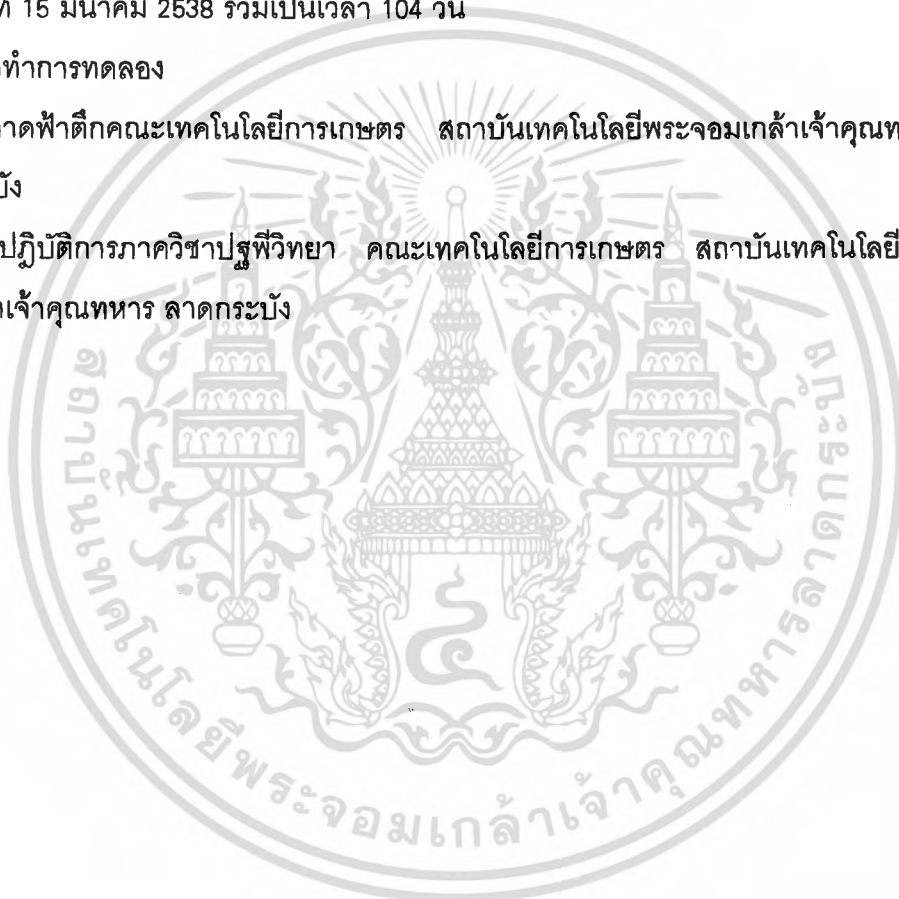 ที่ 15 มีนาคม 2538 รวมเป็นเวลา 104 วัน
ทำการทดลอง
าดฟ้าตึกคณะเทคโนโลยีการเกษตร สถาบันเทคโนโลยีพระจอมเกล้าเจ้าคุณท
ัง
ปฏิบัติการภาควิชาปฐพีวิทยา คณะเทคโนโลยีการเกษตร สถาบันเทคโนโลยี
าเจ้าคุณทหาร ลาดกระบัง
สถาบันเทคโนโลยีพระจอมเกล้าเจ้าคุณทหารลาดกระบัง
๔